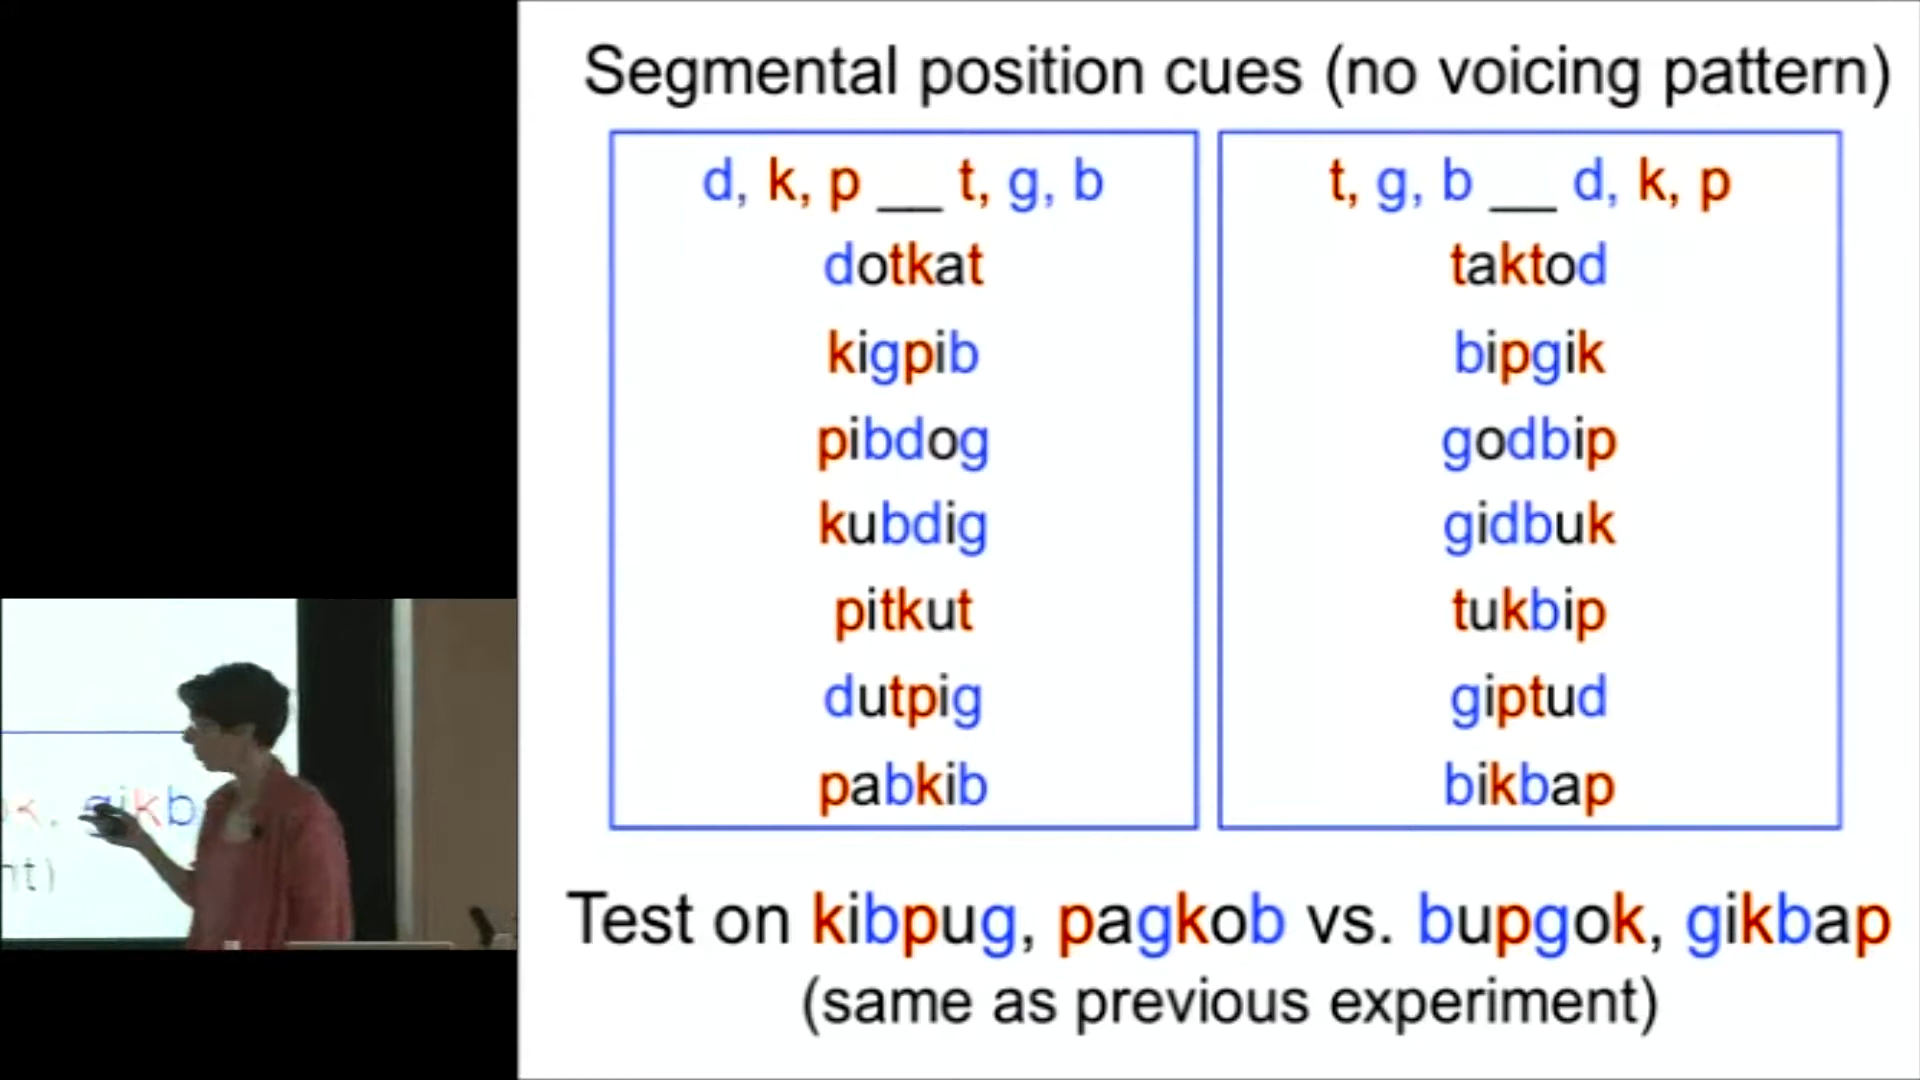 Segmental position cues (no voicing pattern)
d, k, p __ t, g, b
dotkat
kigpib
pibdog
kubdig
pitkut
dutpig
pabkib
t, g, b __ d, k, p
taktod
bipgik
godbip
gidbuk
tukbip
giptud
bikbap
Test on kibpug, pagkob vs. bupgok, gikbap
(same as previous experiment)